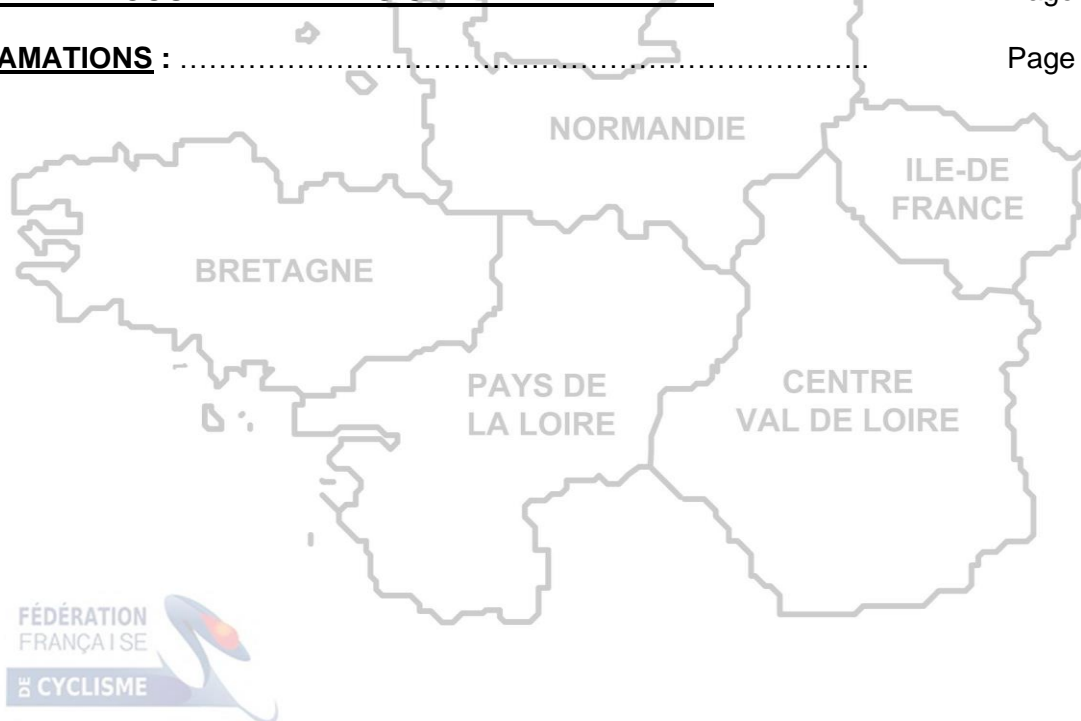 AMATIONS : ………………………………………………………….. Page
NORMANDIE
ILE-DE
FRANCE
BRETAGNE
PAYS DE
LA LOIRE
CENTRE
VAL DE LOIRE
FÉDÉRATION
FRANÇAISE
DE CYCLISME